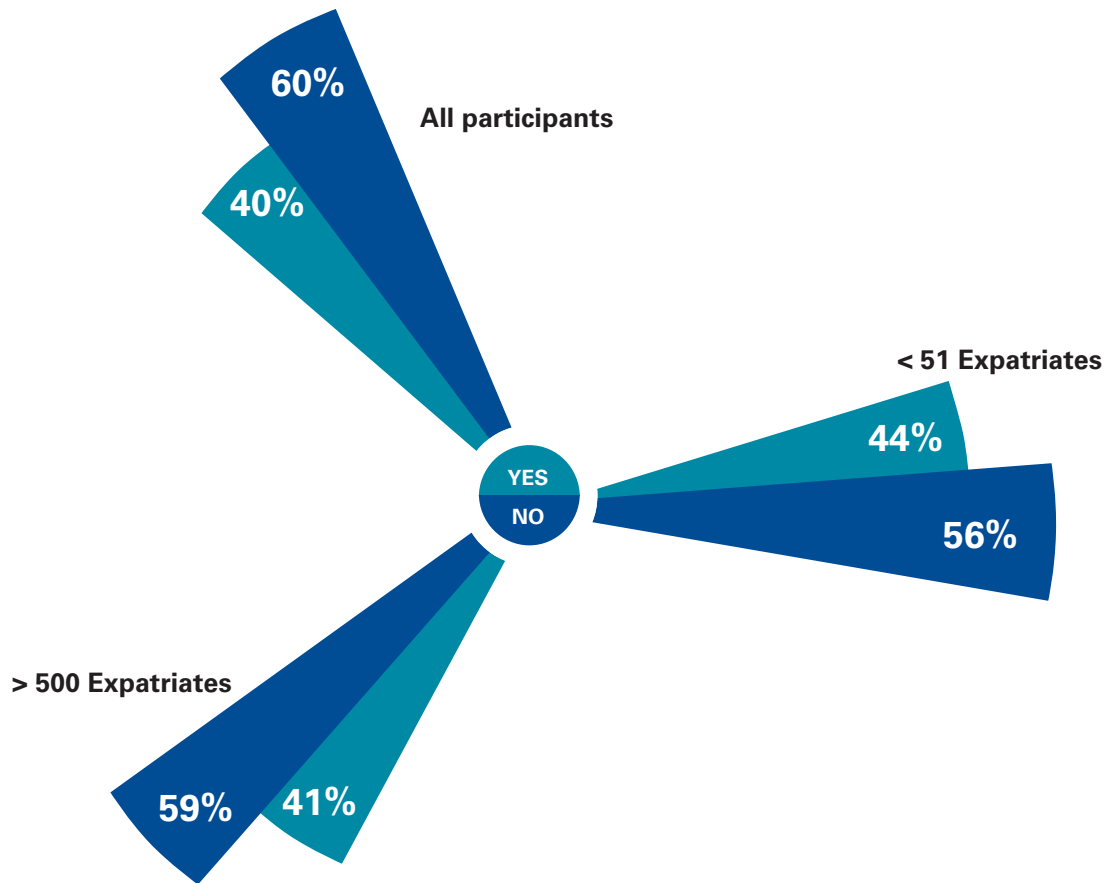 60%
All participants
40%
< 51 Expatriates
44%
YES
NO
56%
> 500 Expatriates
59%
41%